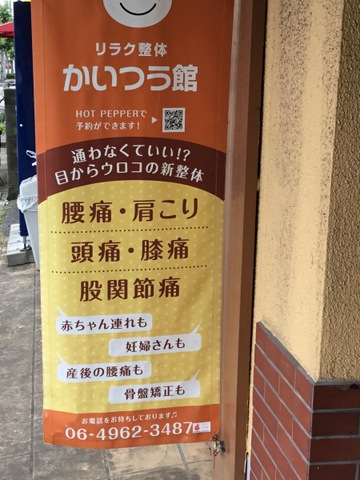 リラク整体
かいつう館
HOT PEPPERで
予約ができます！
通わなくていい!?
目からウロコの新整体
腰痛・肩こり
頭痛・膝痛
股関節痛
赤ちゃん連れも
妊婦さんも
産後の腰痛も
骨盤矯正も
お電話をお待ちしております♫
06-4962-3487